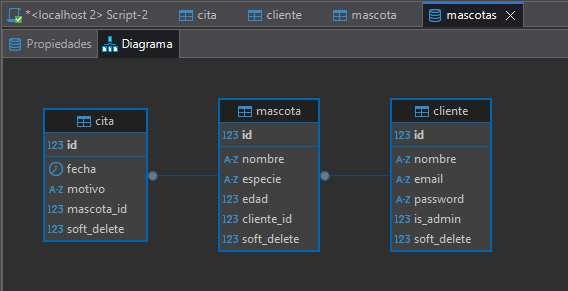 *<localhost 2> Script-2
cita
cliente
mascota
mascotas
Propiedades
Diagrama
cita
123 id
fecha
A-Z motivo
123 mascota_id
123 soft_delete
mascota
123 id
A-Z nombre
A-Z especie
123 edad
123 cliente_id
123 soft_delete
cliente
123 id
A-Z nombre
A-Z email
A-Z password
123 is_admin
123 soft_delete